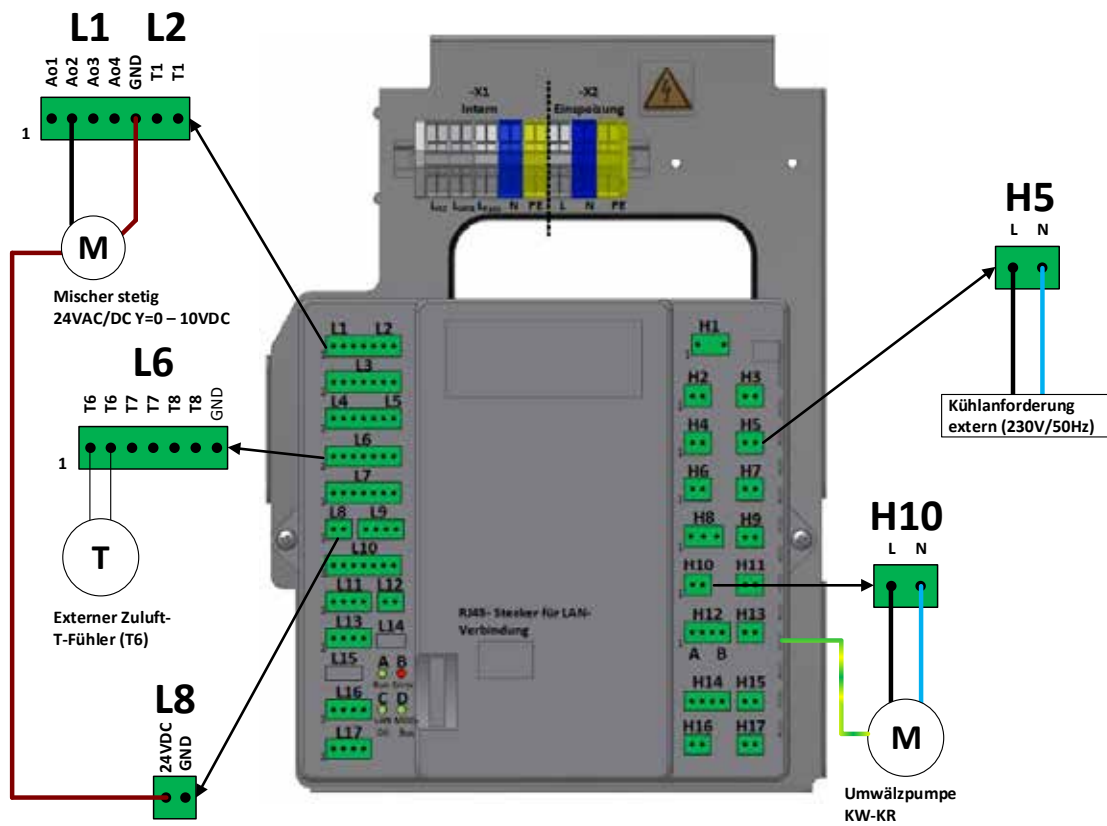 L1 L2
Ao1
Ao2
Ao3
Ao4
GND
T1
T1
1
M
Mischer stetig
24VAC/DC Y=0 – 10VDC
L6
T6
T6
T7
T7
T8
T8
GND
1
T
Externer Zuluft-
T-Fühler (T6)
L8
24VDC
GND
-X1
Intern
-X2
Einspeisung
N PE L N PE
L1 L2
L3
L4 L5
L6
L7
L8 L9
L10
L11 L12
L13 L14
L15
A B
C D
L16
L17
RJ45- Stecker für LAN-
Verbindung
H1
H2 H3
H4 H5
H6 H7
H8 H9
H10 H11
H12 H13
A B
H14 H15
H16 H17
H5
L N
Kühlanforderung
extern (230V/50Hz)
H10
L N
M
Umwälzpumpe
KW-KR